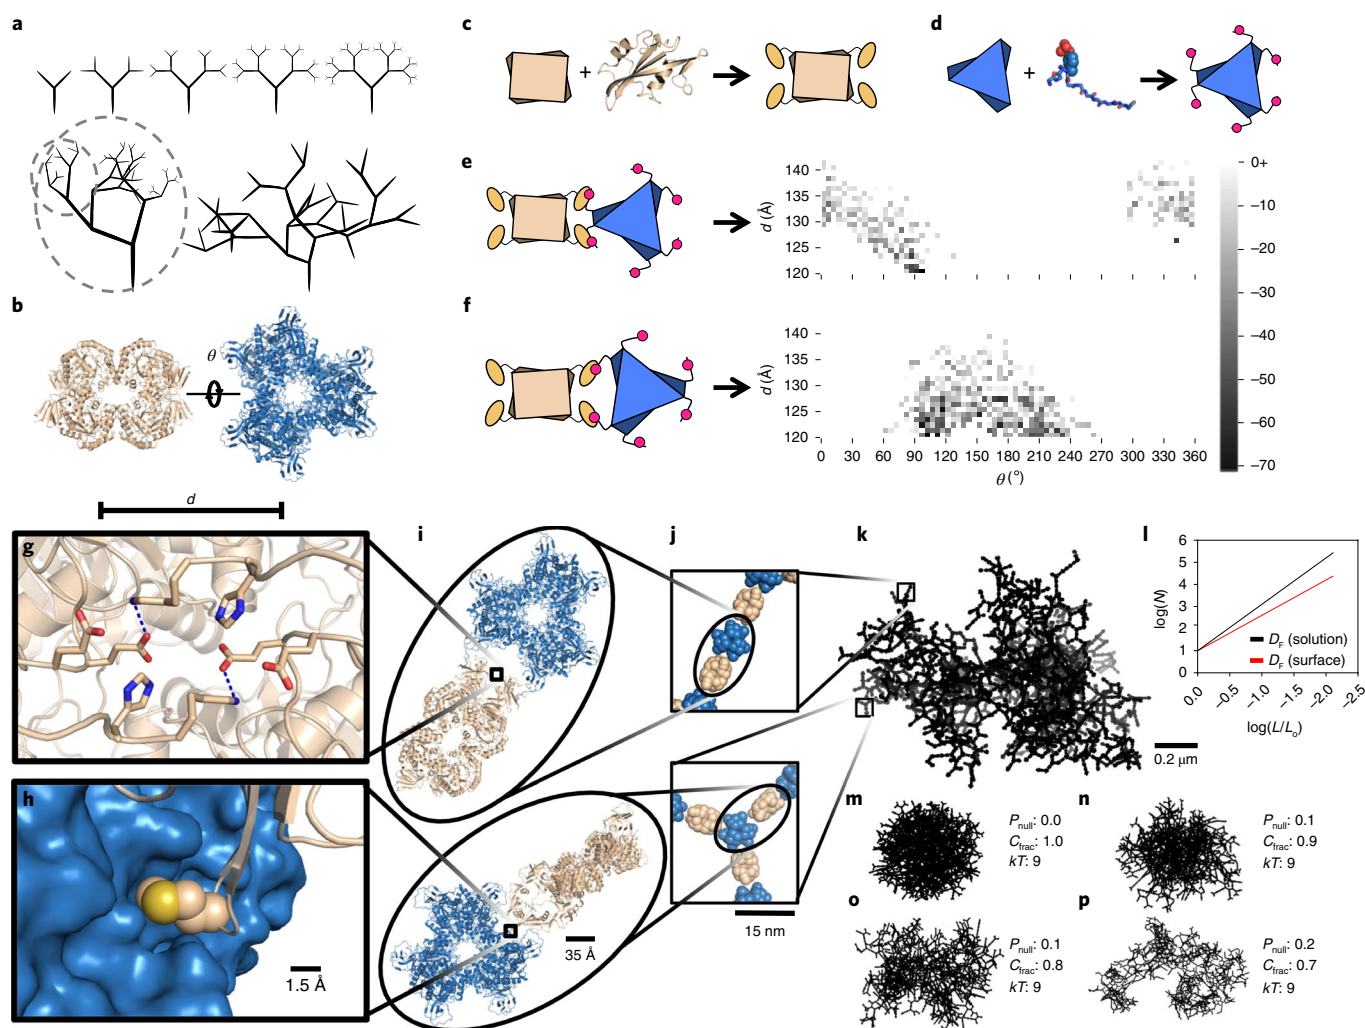 a
c
+
d
+
e
d (Å)
140
135
130
125
120
0+
−10
−20
−30
−40
−50
−60
−70
b
θ
d
f
d (Å)
140
135
130
125
120
0 30 60 90 120 150 180 210 240 270 300 330 360
θ (°)
g
i
j
k
l
log(N)
6
5
4
3
2
1
0
D_F (solution)
D_F (surface)
0.0 −0.5 −1.0 −1.5 −2.0 −2.5
log(L/L_o)
0.2 μm
h
1.5 Å
35 Å
15 nm
m
P_null: 0.0
C_frac: 1.0
kT: 9
n
P_null: 0.1
C_frac: 0.9
kT: 9
o
P_null: 0.1
C_frac: 0.8
kT: 9
p
P_null: 0.2
C_frac: 0.7
kT: 9